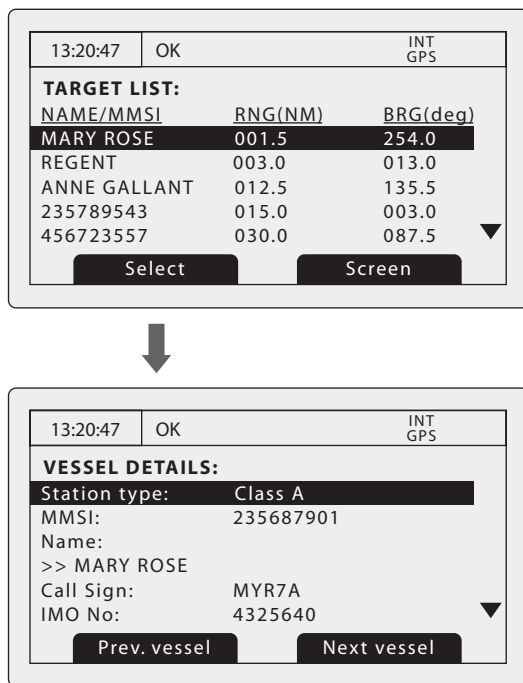 13:20:47 OK INT GPS
TARGET LIST:
NAME/MMSI RNG(NM) BRG(deg)
MARY ROSE 001.5 254.0
REGENT 003.0 013.0
ANNE GALLANT 012.5 135.5
235789543 015.0 003.0
456723557 030.0 087.5
Select Screen
13:20:47 OK INT GPS
VESSEL DETAILS:
Station type: Class A
MMSI: 235687901
Name:
>> MARY ROSE
Call Sign: MYR7A
IMO No: 4325640
Prev. vessel Next vessel